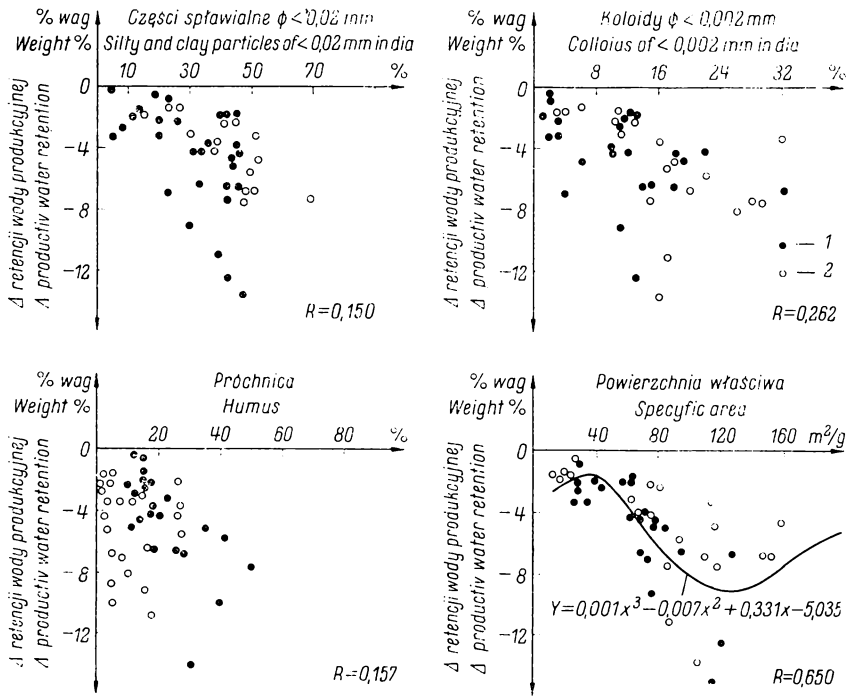 % wag
Części spławialne ϕ<0,02 mm
Weight %
Silty and clay particles of <0,02 mm in dia
0
10
30
50
70
%
-4
-8
-12
Δ retencji wody produkcyjnej
Δ productiv water retention
R=0,150
% wag
Koloidy ϕ<0,002mm
Weight %
Colloids of <0,002 mm in dia
0
8
16
24
32
%
-4
-8
-12
Δ retencji wody produkcyjnej
Δ productiv water retention
1
2
R=0,262
% wag
Próchnica
Weight %
Humus
0
20
40
60
80
%
-4
-8
-12
Δ retencji wody produkcyjnej
Δ productiv water retention
R=0,157
% wag
Powierzchnia właściwa
Weight %
Specyfic area
0
40
80
120
160
m²/g
-4
-8
-12
Δ retencji wody produkcyjnej
Δ productiv water retention
Y=0,001x³-0,007x²+0,331x-5,035
R=0,650